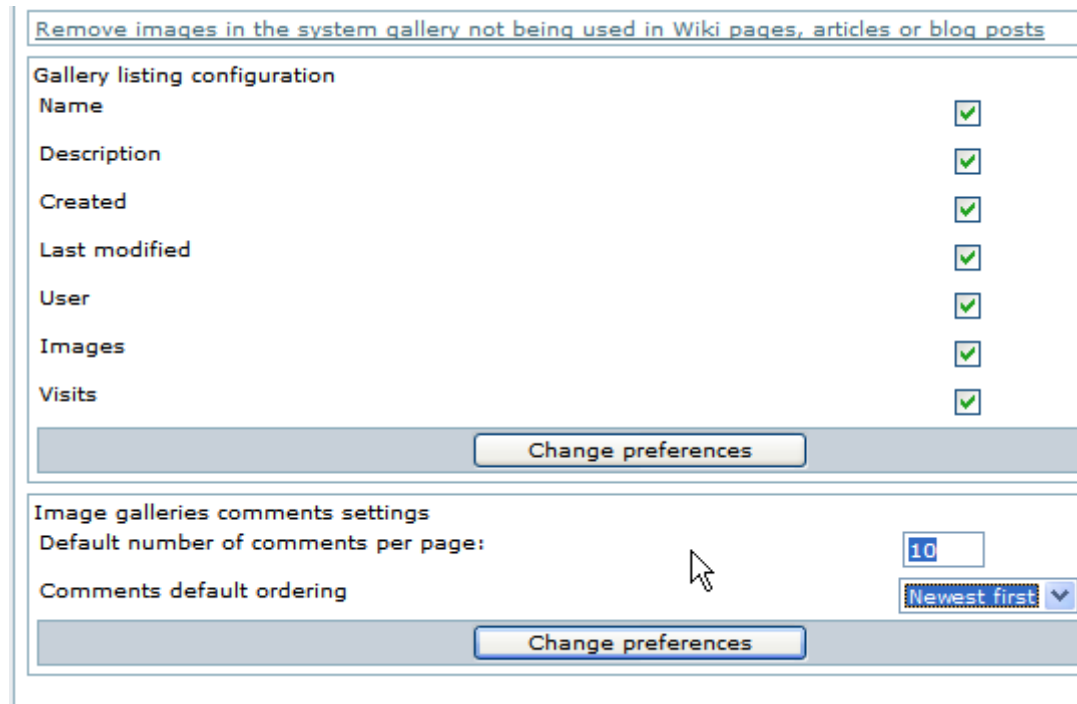 Remove images in the system gallery not being used in Wiki pages, articles or blog posts
Gallery listing configuration
Name
Description
Created
Last modified
User
Images
Visits
Change preferences
Image galleries comments settings
Default number of comments per page: 10
Comments default ordering Newest first
Change preferences